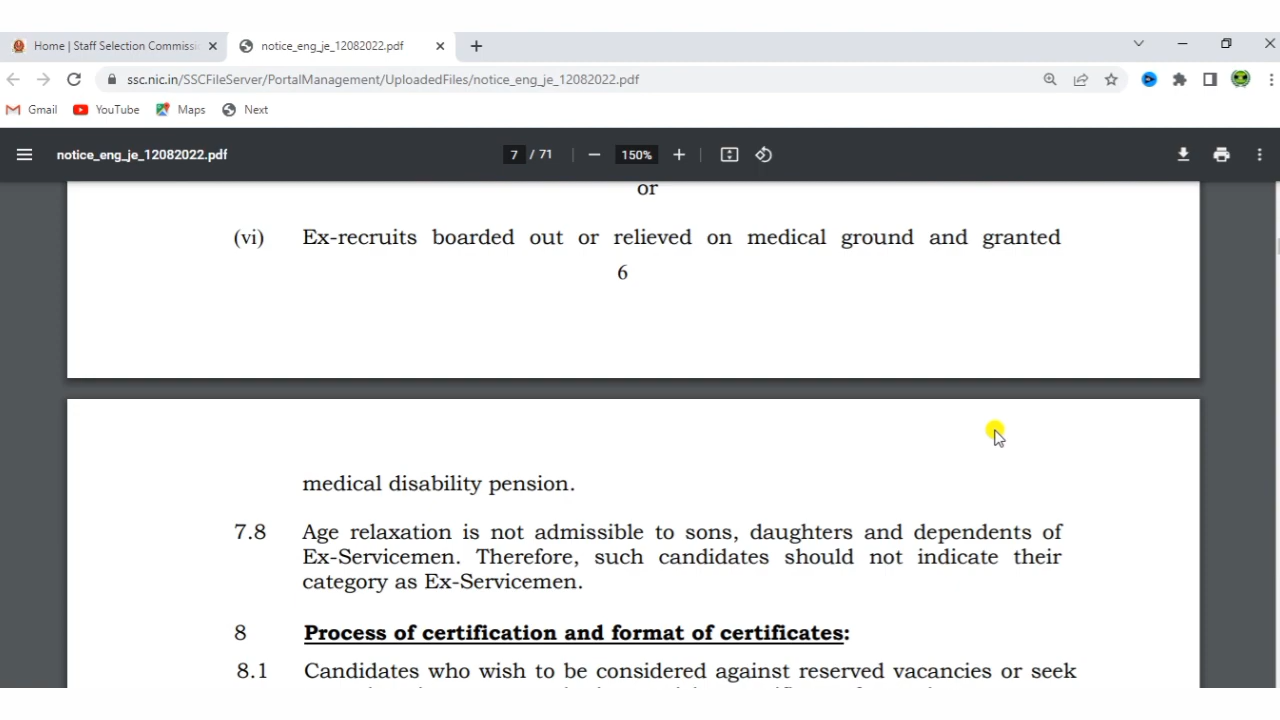 Home | Staff Selection Commissi
notice_eng_je_12082022.pdf
ssc.nic.in/SSCFileServer/PortalManagement/UploadedFiles/notice_eng_je_12082022.pdf
Gmail YouTube Maps Next
notice_eng_je_12082022.pdf 7 / 71 150%
or
(vi) Ex-recruits boarded out or relieved on medical ground and granted
6
medical disability pension.
7.8 Age relaxation is not admissible to sons, daughters and dependents of
Ex-Servicemen. Therefore, such candidates should not indicate their
category as Ex-Servicemen.
8 Process of certification and format of certificates:
8.1 Candidates who wish to be considered against reserved vacancies or seek